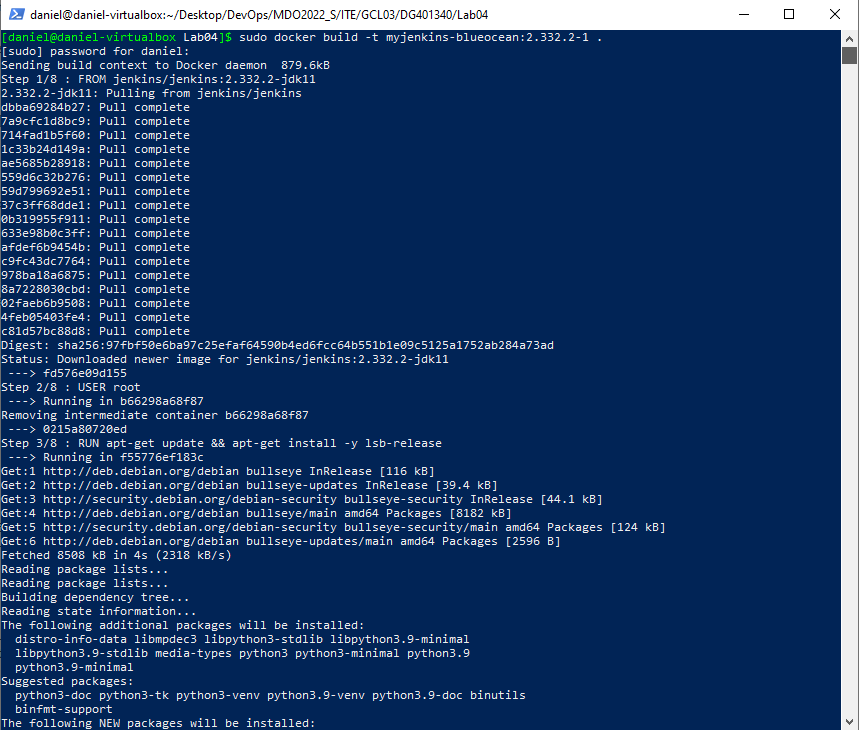 daniel@daniel-virtualbox:~/Desktop/DevOps/MDO2022_S/ITE/GCL03/DG401340/Lab04
[daniel@daniel-virtualbox Lab04]$ sudo docker build -t myjenkins-blueocean:2.332.2-1 .
[sudo] password for daniel:
Sending build context to Docker daemon  879.6kB
Step 1/8 : FROM jenkins/jenkins:2.332.2-jdk11
2.332.2-jdk11: Pulling from jenkins/jenkins
dbba69284b27: Pull complete
7a9cfc1d8bc9: Pull complete
714fad1b5f60: Pull complete
1c33b24d149a: Pull complete
ae5685b28918: Pull complete
559d6c32b276: Pull complete
59d799692e51: Pull complete
37c3ff68dde1: Pull complete
0b319955f911: Pull complete
633e98b0c3ff: Pull complete
afdef6b9454b: Pull complete
c9fc43dc7764: Pull complete
978ba18a6875: Pull complete
8a7228030cbd: Pull complete
02faeb6b9508: Pull complete
4feb05403fe4: Pull complete
c81d57bc88d8: Pull complete
Digest: sha256:97fbf50e6ba97c25efaf64590b4ed6fcc64b551b1e09c5125a1752ab284a73ad
Status: Downloaded newer image for jenkins/jenkins:2.332.2-jdk11
 ---> fd576e09d155
Step 2/8 : USER root
 ---> Running in b66298a68f87
Removing intermediate container b66298a68f87
 ---> 0215a80720ed
Step 3/8 : RUN apt-get update && apt-get install -y lsb-release
 ---> Running in f55776ef183c
Get:1 http://deb.debian.org/debian bullseye InRelease [116 kB]
Get:2 http://deb.debian.org/debian bullseye-updates InRelease [39.4 kB]
Get:3 http://security.debian.org/debian-security bullseye-security InRelease [44.1 kB]
Get:4 http://deb.debian.org/debian bullseye/main amd64 Packages [8182 kB]
Get:5 http://security.debian.org/debian-security bullseye-security/main amd64 Packages [124 kB]
Get:6 http://deb.debian.org/debian bullseye-updates/main amd64 Packages [2596 B]
Fetched 8508 kB in 4s (2318 kB/s)
Reading package lists...
Reading package lists...
Building dependency tree...
Reading state information...
The following additional packages will be installed:
  distro-info-data libmpdec3 libpython3-stdlib libpython3.9-minimal
  libpython3.9-stdlib media-types python3 python3-minimal python3.9
  python3.9-minimal
Suggested packages:
  python3-doc python3-tk python3-venv python3.9-venv python3.9-doc binutils
  binfmt-support
The following NEW packages will be installed: